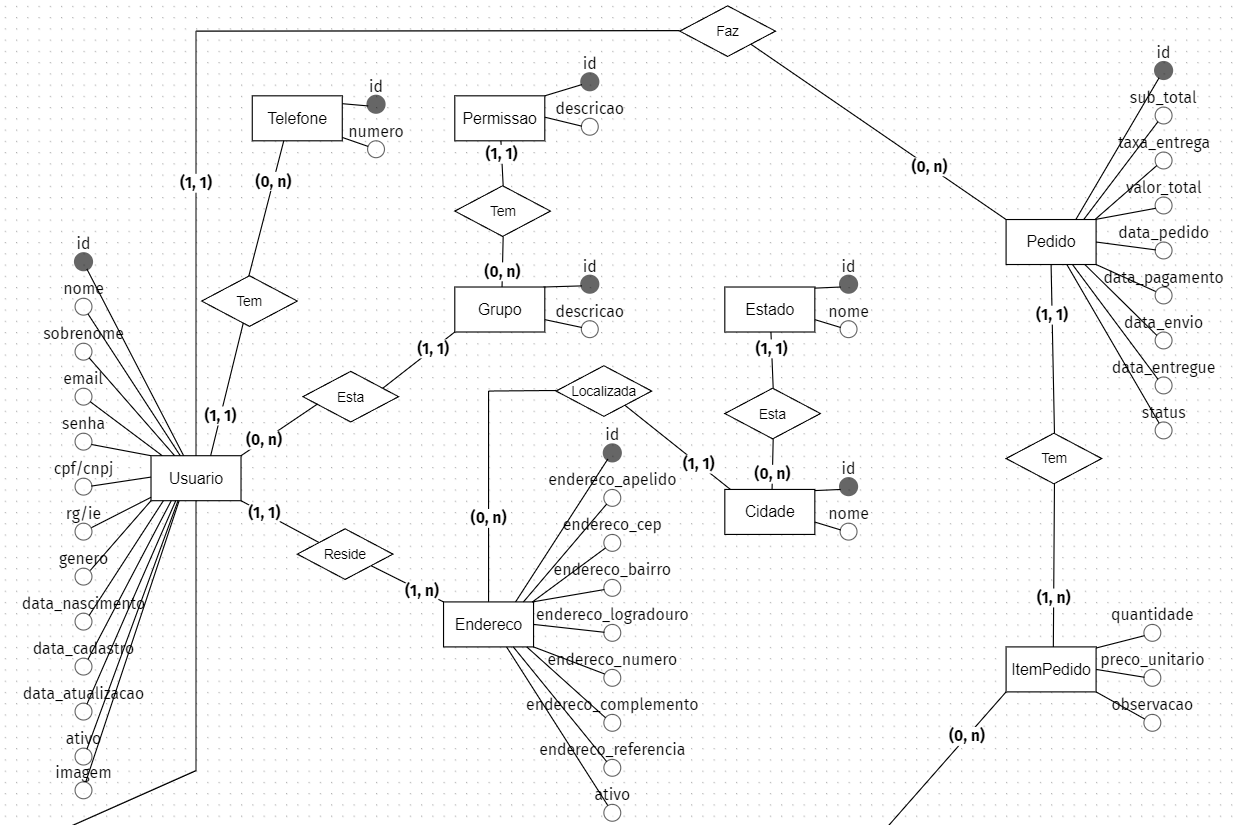 Faz
id
sub_total
taxa_entrega
valor_total
data_pedido
data_pagamento
data_envio
data_entregue
status
Pedido
(0, n)
(1, 1)
id
numero
Telefone
(0, n)
Tem
(1, 1)
id
descricao
Permissao
(1, 1)
Tem
(0, n)
id
descricao
Grupo
(1, 1)
Esta
(0, n)
id
nome
Estado
(1, 1)
Esta
(0, n)
id
nome
Cidade
(1, 1)
Localizada
(0, n)
id
nome
sobrenome
email
senha
cpf/cnpj
rg/ie
genero
data_nascimento
data_cadastro
data_atualizacao
ativo
imagem
Usuario
(1, 1)
Reside
(1, n)
Endereco
id
endereco_apelido
endereco_cep
endereco_bairro
endereco_logradouro
endereco_numero
endereco_complemento
endereco_referencia
ativo
(1, 1)
Tem
(1, n)
ItemPedido
quantidade
preco_unitario
observacao
(0, n)